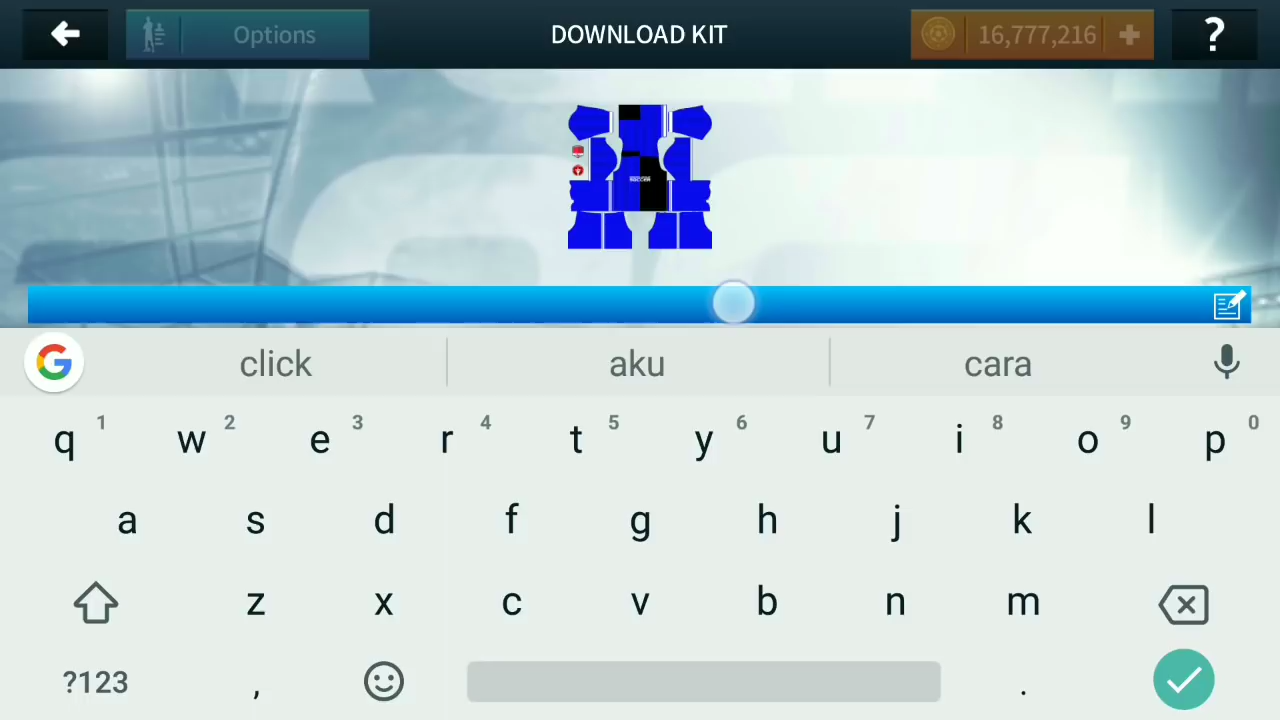 Options
DOWNLOAD KIT
16,777,216 +
?
SOCCER
click aku cara
q 1 w 2 e 3 r 4 t 5 y 6 u 7 i 8 o 9 p 0
a s d f g h j k l
z x c v b n m
?123 , .